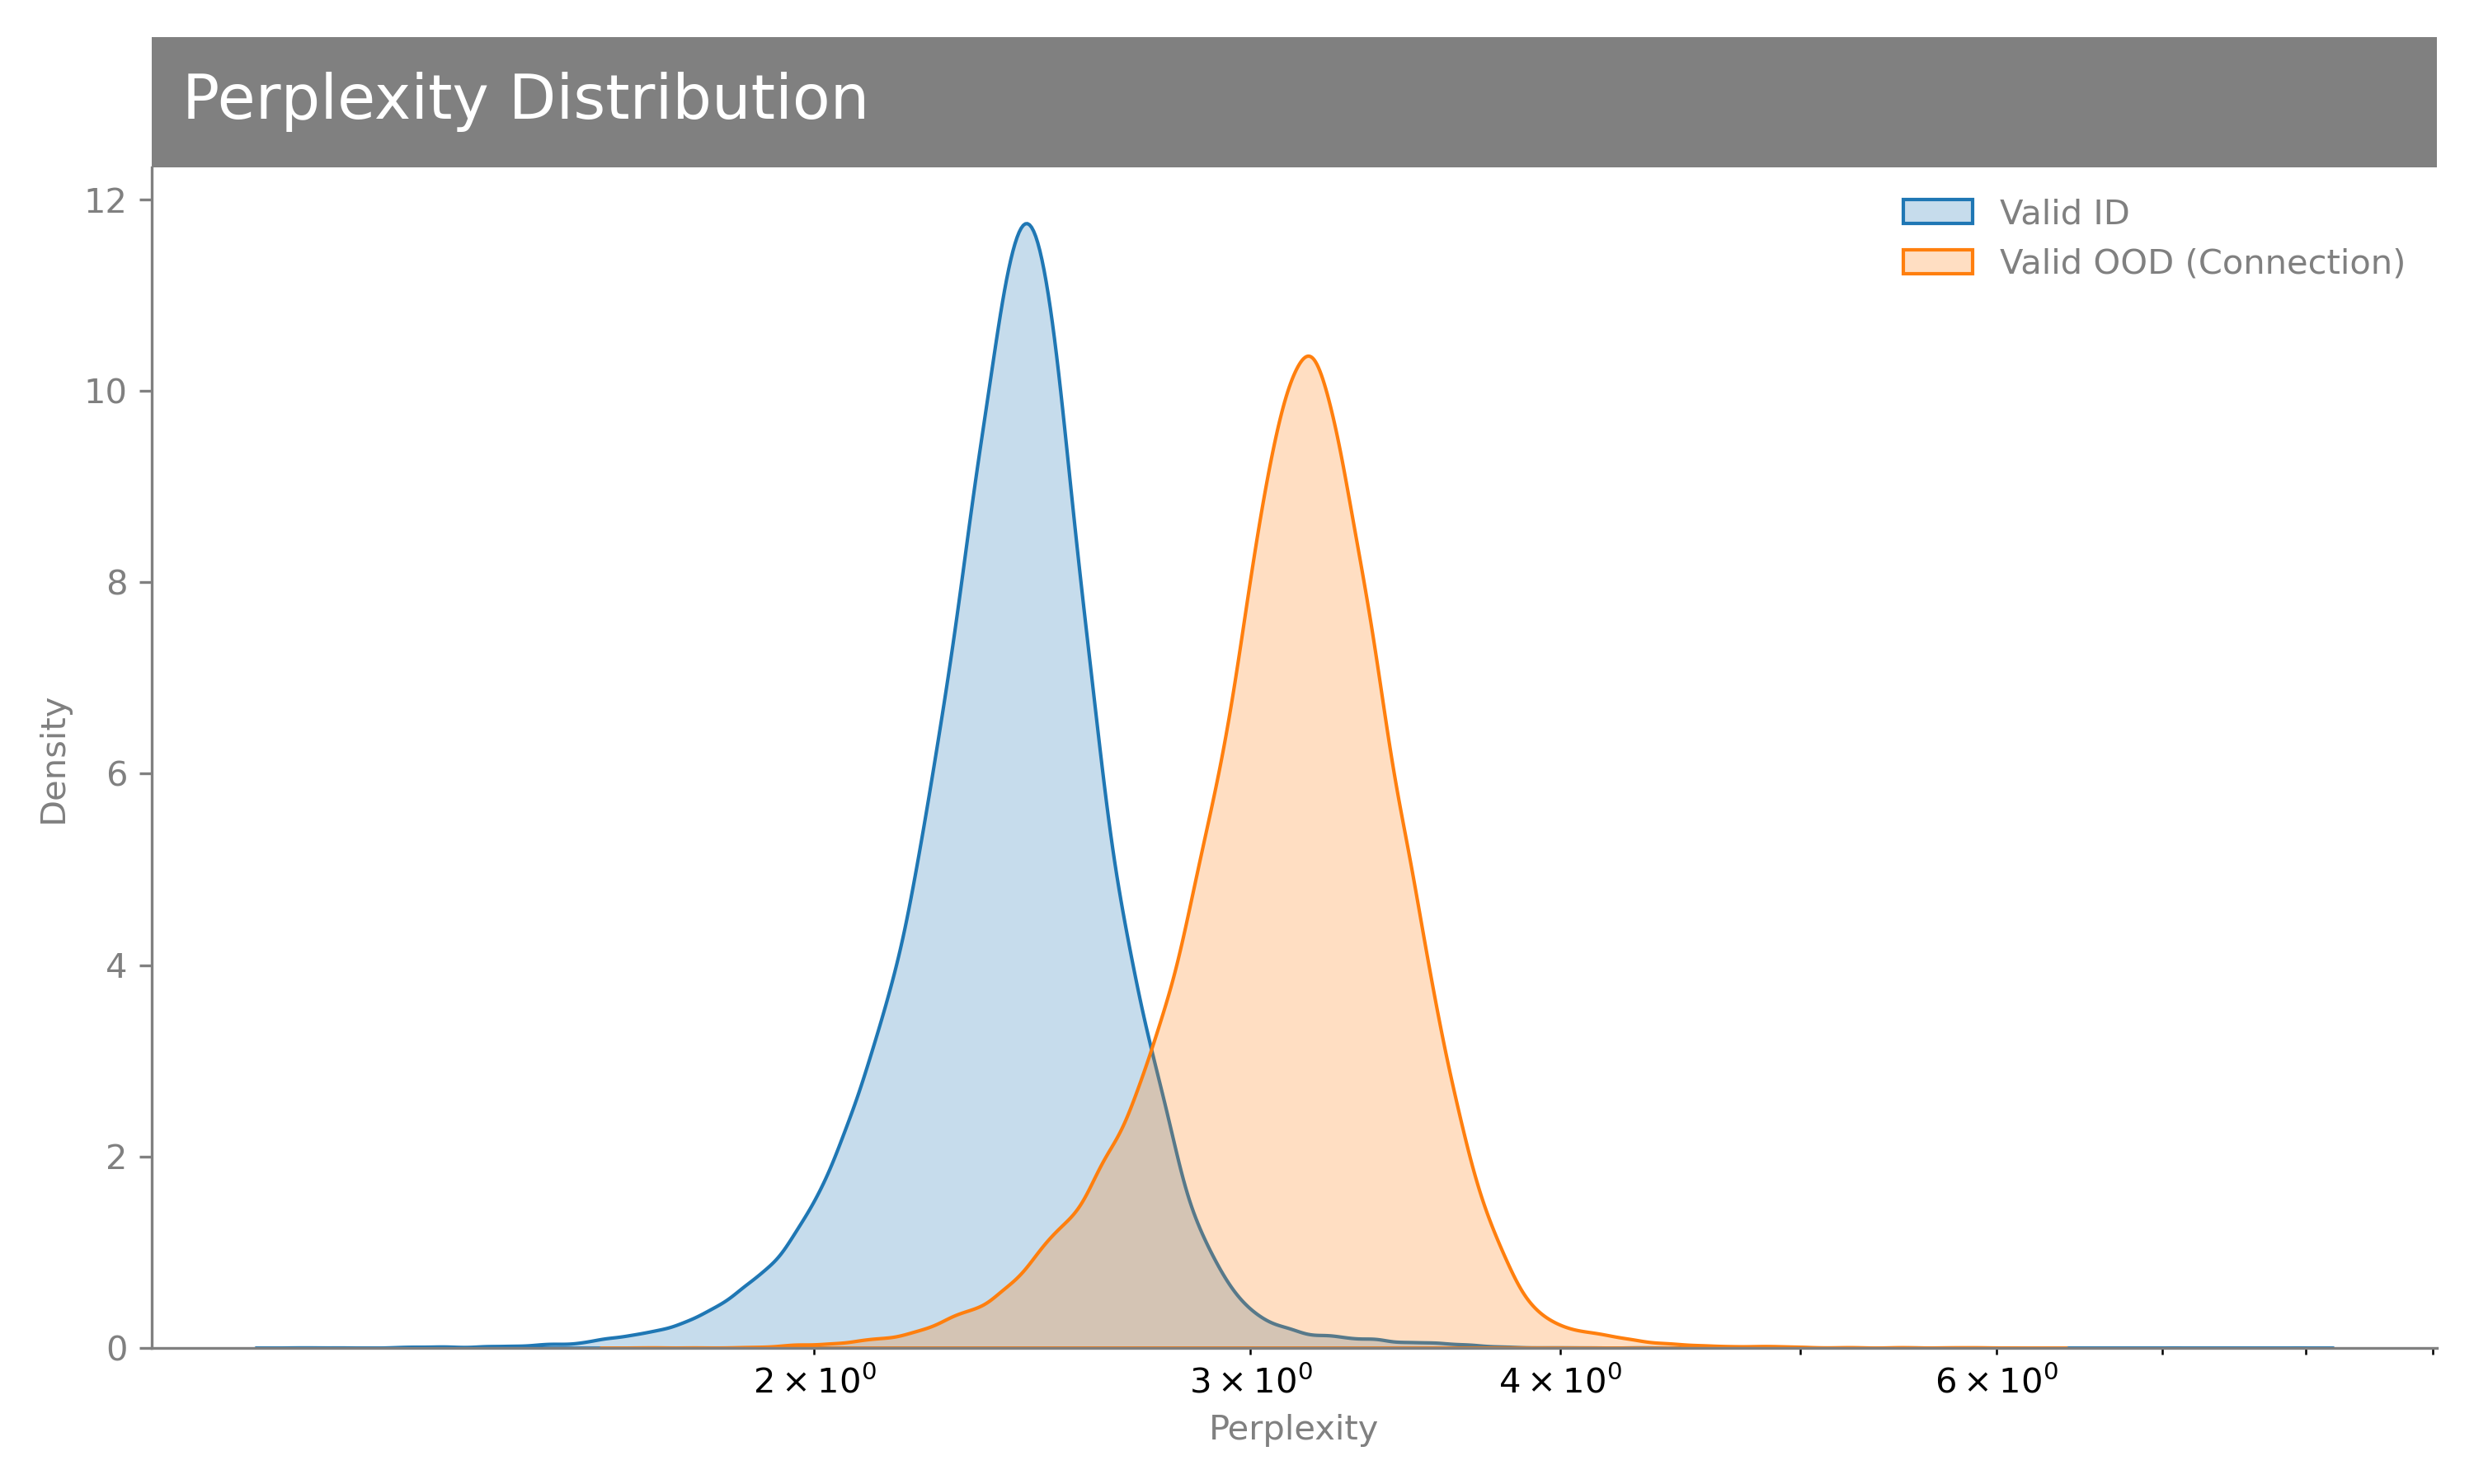 Perplexity Distribution
Valid ID
Valid OOD (Connection)
12
10
8
6
4
2
0
Density
2 × 10⁰
3 × 10⁰
4 × 10⁰
6 × 10⁰
Perplexity